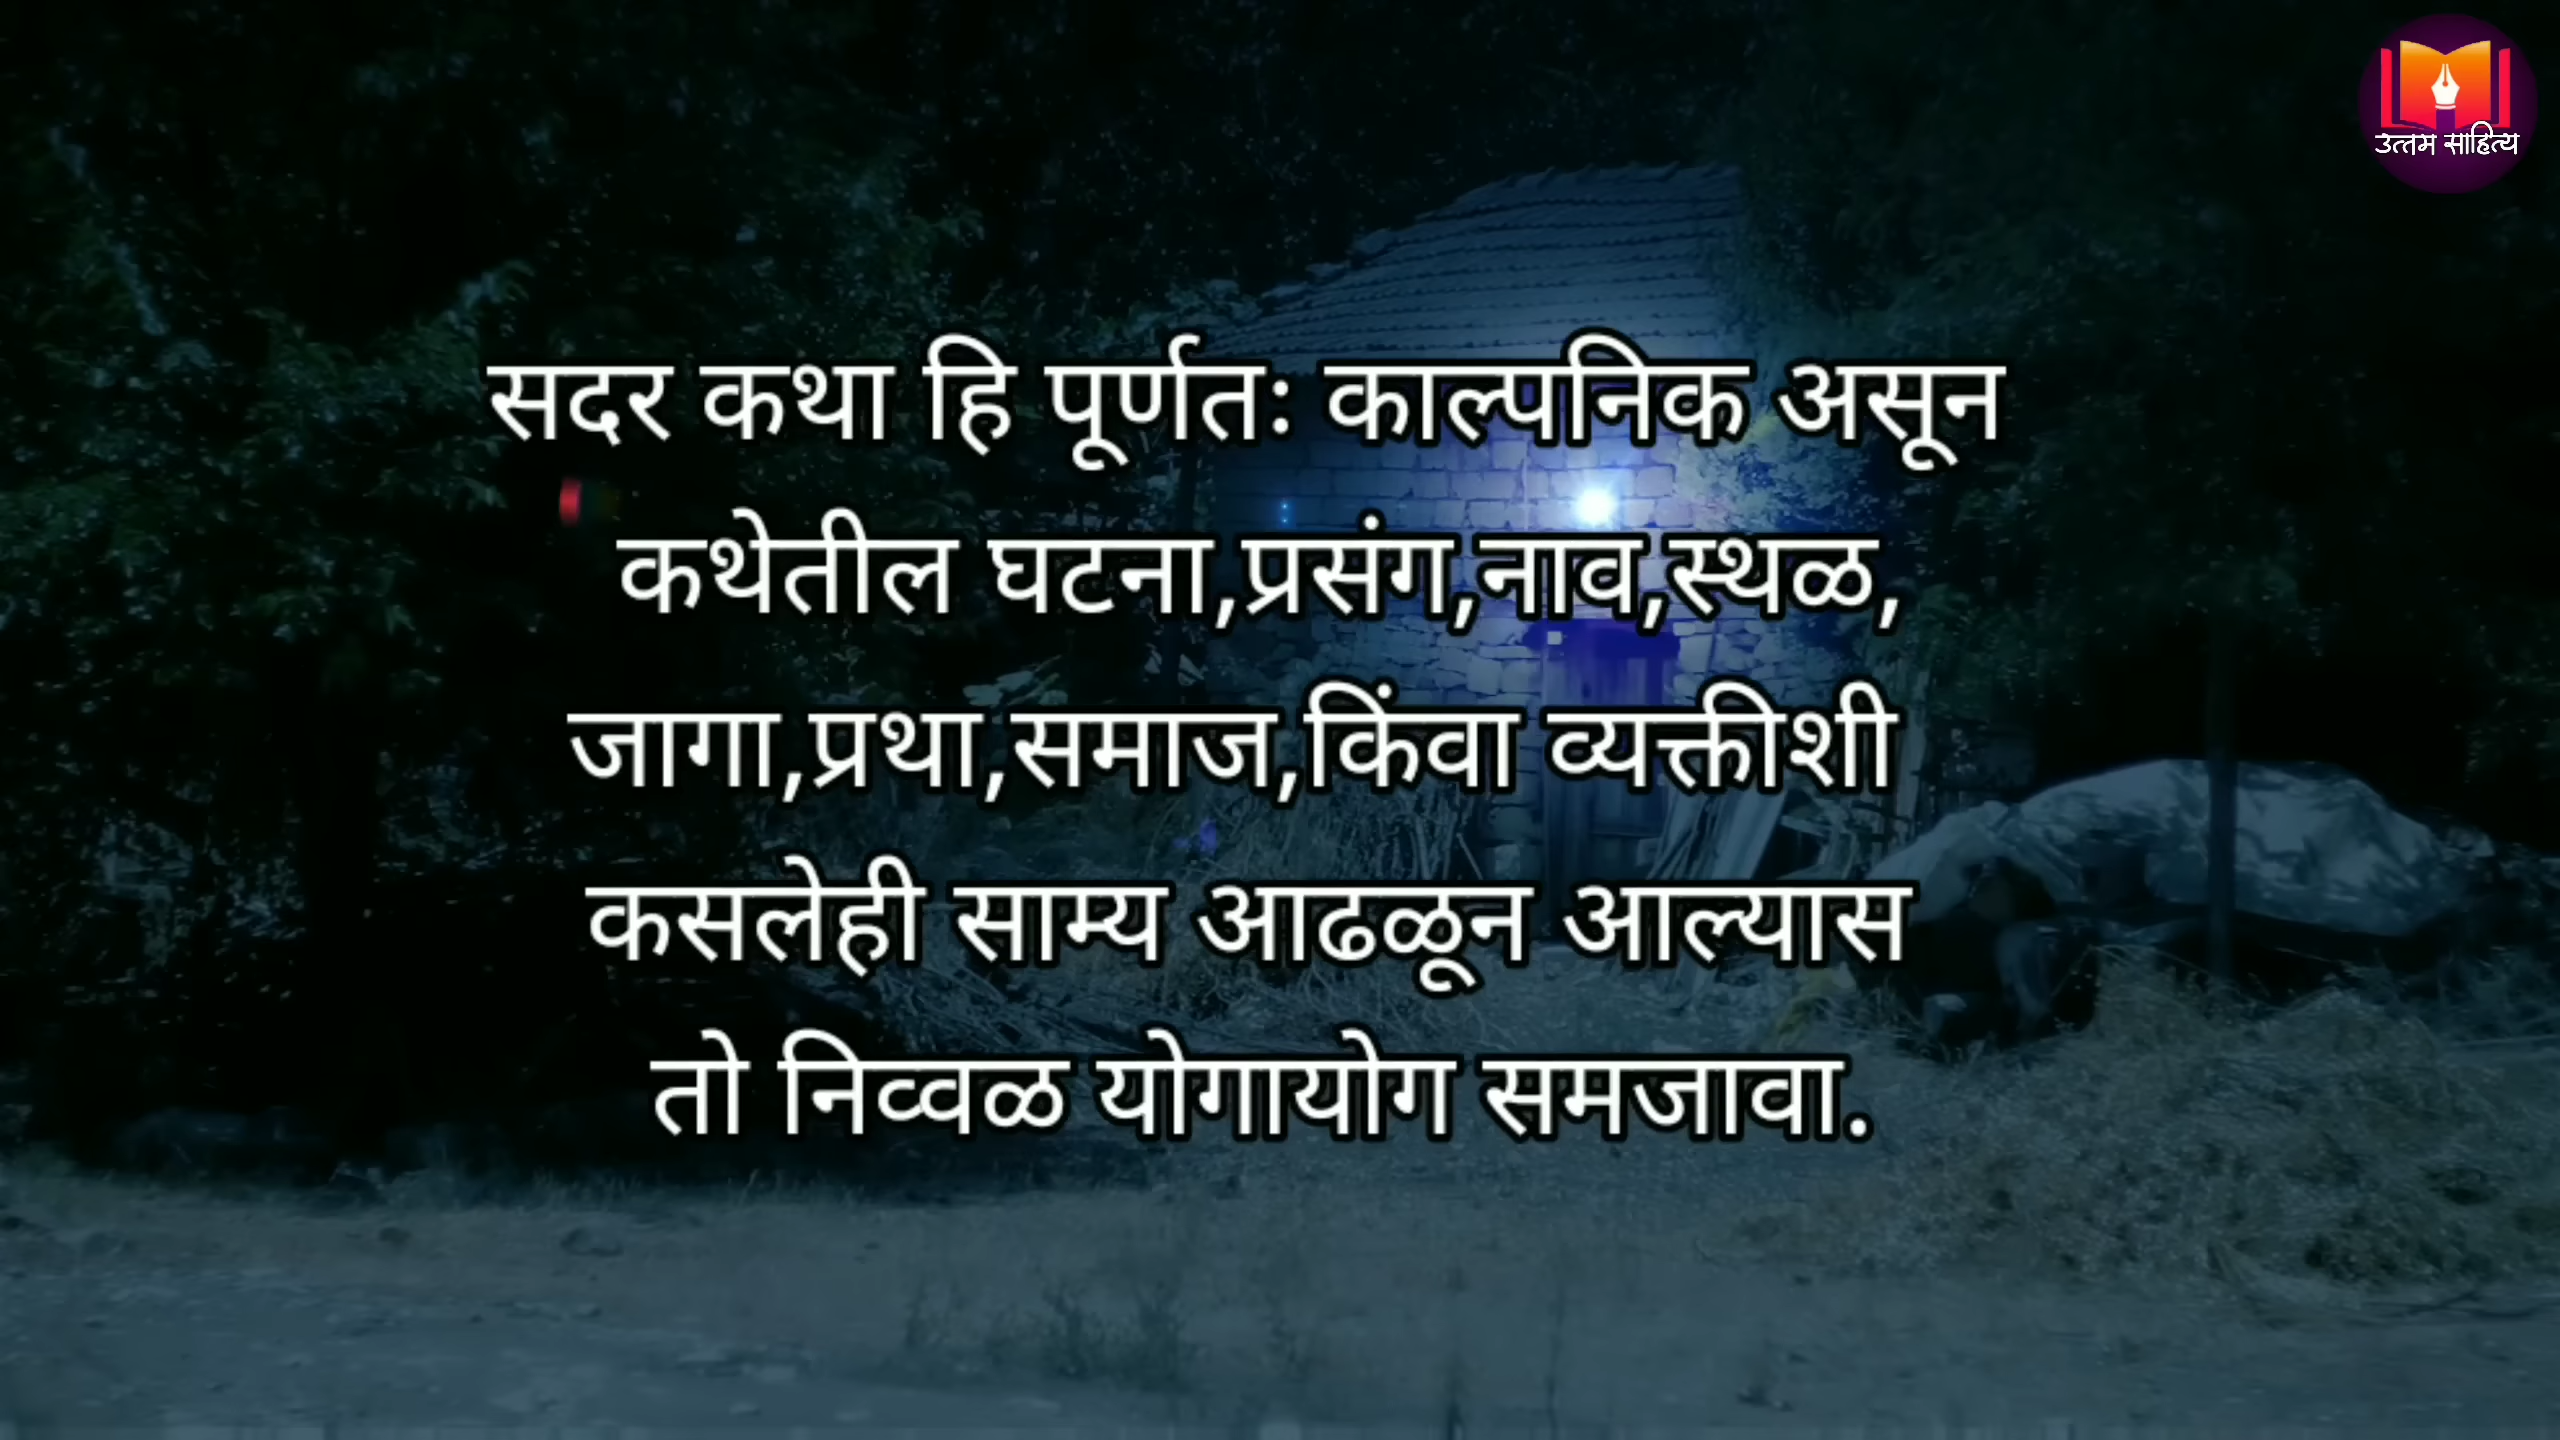 उत्तम साहित्य
सदर कथा हि पूर्णतः काल्पनिक असून
कथेतील घटना,प्रसंग,नाव,स्थळ,
जागा,प्रथा,समाज,किंवा व्यक्तीशी
कसलेही साम्य आढळून आल्यास
तो निव्वळ योगायोग समजावा.